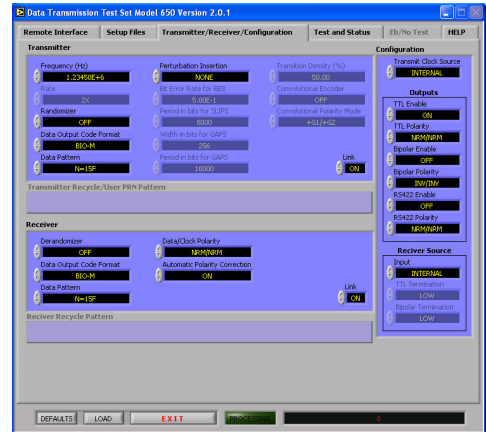 Data Transmission Test Set Model 650 Version 2.0.1
Remote Interface Setup Files Transmitter/Receiver/Configuration Test and Status Eb/No Test HELP
Transmitter
Frequency (Hz)
1.23450E+6
Rate
2X
Randomizer
OFF
Data Output Code Format
BIO-M
Data Pattern
N=15F
Perturbation Insertion
NONE
Bit Error Rate for BER
5.00E-1
Period in bits for SLIPS
8000
Width in bits for GAPS
256
Period in bits for GAPS
10000
Transition Density (%)
50.00
Convolutional Encoder
OFF
Convolutional Polarity Mode
+G1/+G2
Link
ON
Transmitter Recycle/User PRN Pattern
Receiver
Derandomizer
OFF
Data Output Code Format
BIO-M
Data Pattern
N=15F
Data/Clock Polarity
NRM/NRM
Automatic Polarity Correction
ON
Link
ON
Reciver Recycle Pattern
Configuration
Transmit Clock Source
INTERNAL
Outputs
TTL Enable
ON
TTL Polarity
NRM/NRM
Bipolar Enable
OFF
Bipolar Polarity
INV/INV
RS422 Enable
OFF
RS422 Polarity
NRM/NRM
Reciver Source
Input
INTERNAL
TTL Termination
LOW
Bipolar Termination
LOW
DEFAULTS LOAD EXIT PROCESSING 0